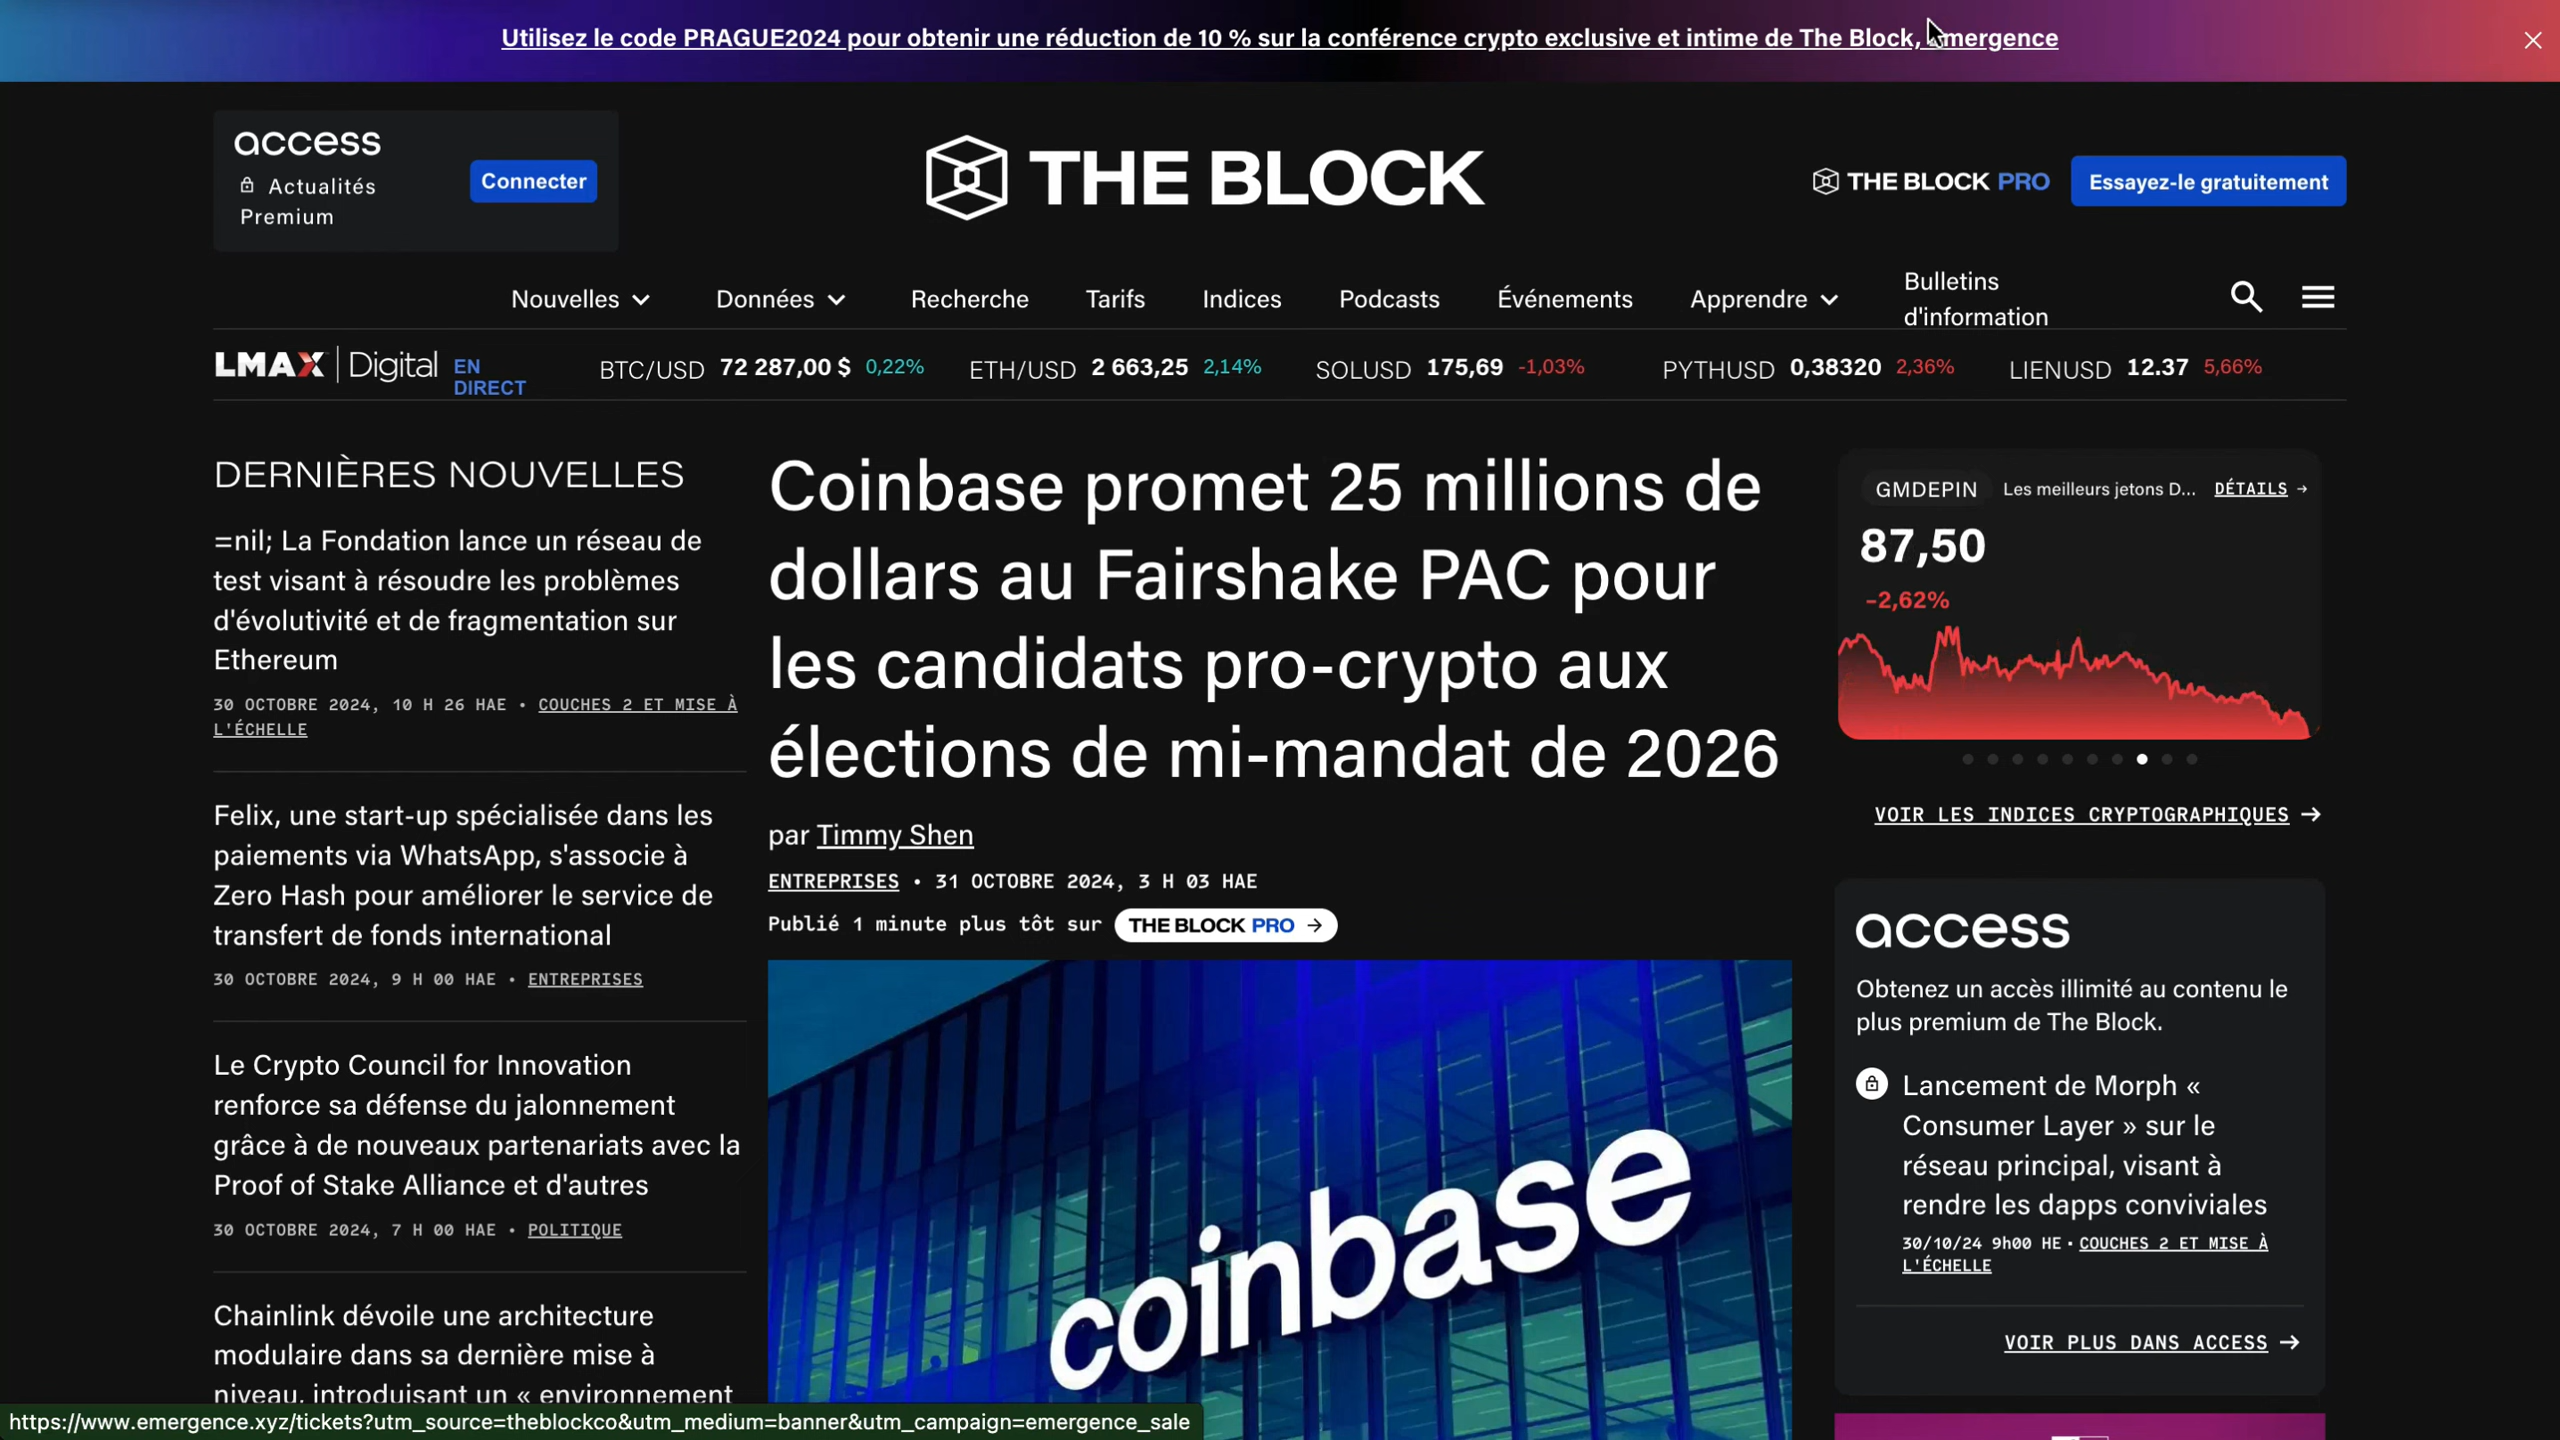 Utilisez le code PRAGUE2024 pour obtenir une réduction de 10 % sur la conférence crypto exclusive et intime de The Block,
access
Actualités
Premium
Connecter
THE BLOCK
THE BLOCK PRO
Essayez-le gratuitement
Nouvelles
Données
Recherche
Tarifs
Indices
Podcasts
Événements
Apprendre
Bulletins
d'information
LMAX Digital
EN
DIRECT
BTC/USD 72 287,00 $ 0,22%
ETH/USD 2 663,25 2,14%
SOLUSD 175,69 -1,03%
PYTHUSD 0,38320 2,36%
LIENUSD 12.37 5,66%
DERNIÈRES NOUVELLES
=nil; La Fondation lance un réseau de
test visant à résoudre les problèmes
d'évolutivité et de fragmentation sur
Ethereum
30 OCTOBRE 2024, 10 H 26 HAE • COUCHES 2 ET MISE À
L'ÉCHELLE
Felix, une start-up spécialisée dans les
paiements via WhatsApp, s'associe à
Zero Hash pour améliorer le service de
transfert de fonds international
30 OCTOBRE 2024, 9 H 00 HAE • ENTREPRISES
Le Crypto Council for Innovation
renforce sa défense du jalonnement
grâce à de nouveaux partenariats avec la
Proof of Stake Alliance et d'autres
30 OCTOBRE 2024, 7 H 00 HAE • POLITIQUE
Chainlink dévoile une architecture
modulaire dans sa dernière mise à
niveau, introduisant un « environnement
Coinbase promet 25 millions de
dollars au Fairshake PAC pour
les candidats pro-crypto aux
élections de mi-mandat de 2026
par Timmy Shen
ENTREPRISES • 31 OCTOBRE 2024, 3 H 03 HAE
Publié 1 minute plus tôt sur THE BLOCK PRO →
coinbase
GMDEPIN Les meilleurs jetons D... DÉTAILS →
87,50
-2,62%
VOIR LES INDICES CRYPTOGRAPHIQUES →
access
Obtenez un accès illimité au contenu le
plus premium de The Block.
Lancement de Morph «
Consumer Layer » sur le
réseau principal, visant à
rendre les dapps conviviales
30/10/24 9h00 HE • COUCHES 2 ET MISE À
L'ÉCHELLE
VOIR PLUS DANS ACCESS →
https://www.emergence.xyz/tickets?utm_source=theblockco&utm_medium=banner&utm_campaign=emergence_sale